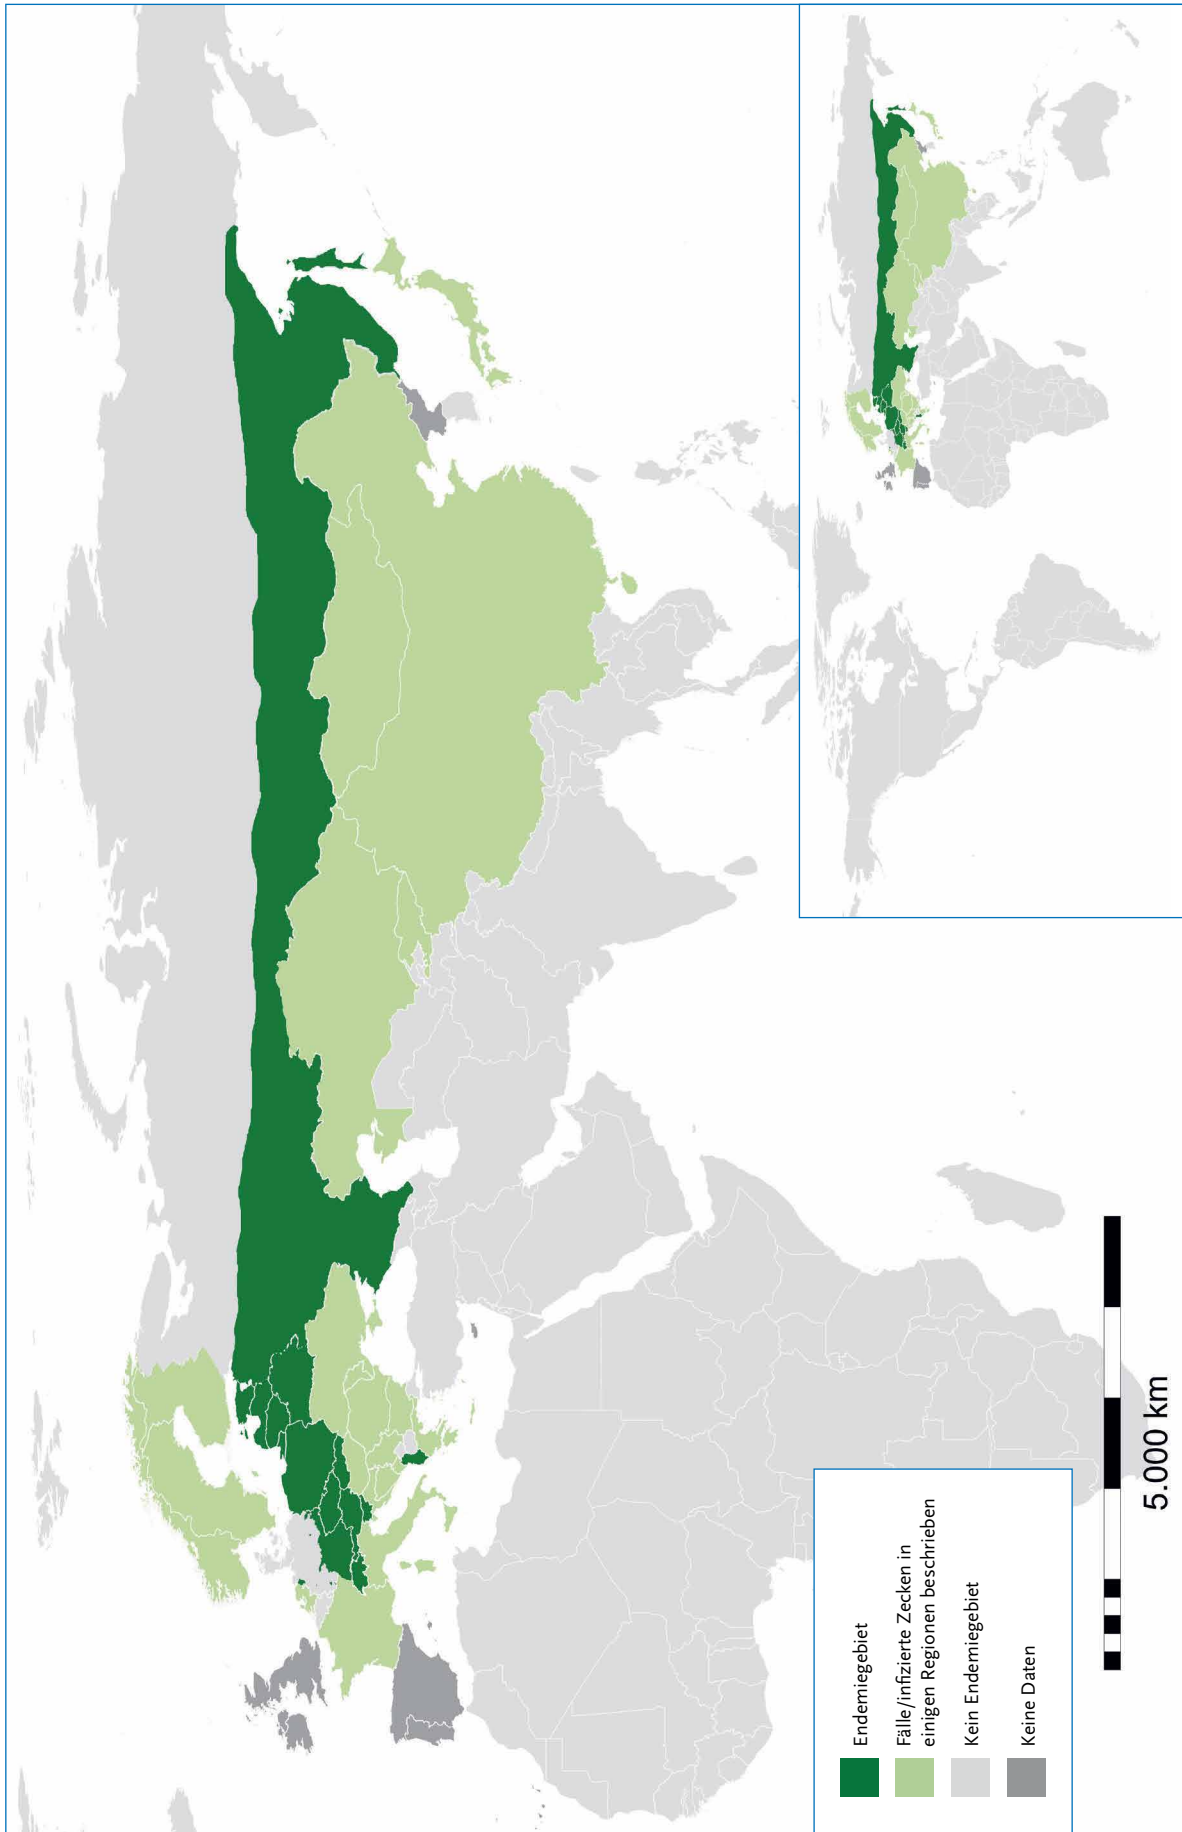 Endemiegebiet
Fälle/infizierte Zecken in
einigen Regionen beschrieben
Kein Endemiegebiet
Keine Daten
5.000 km